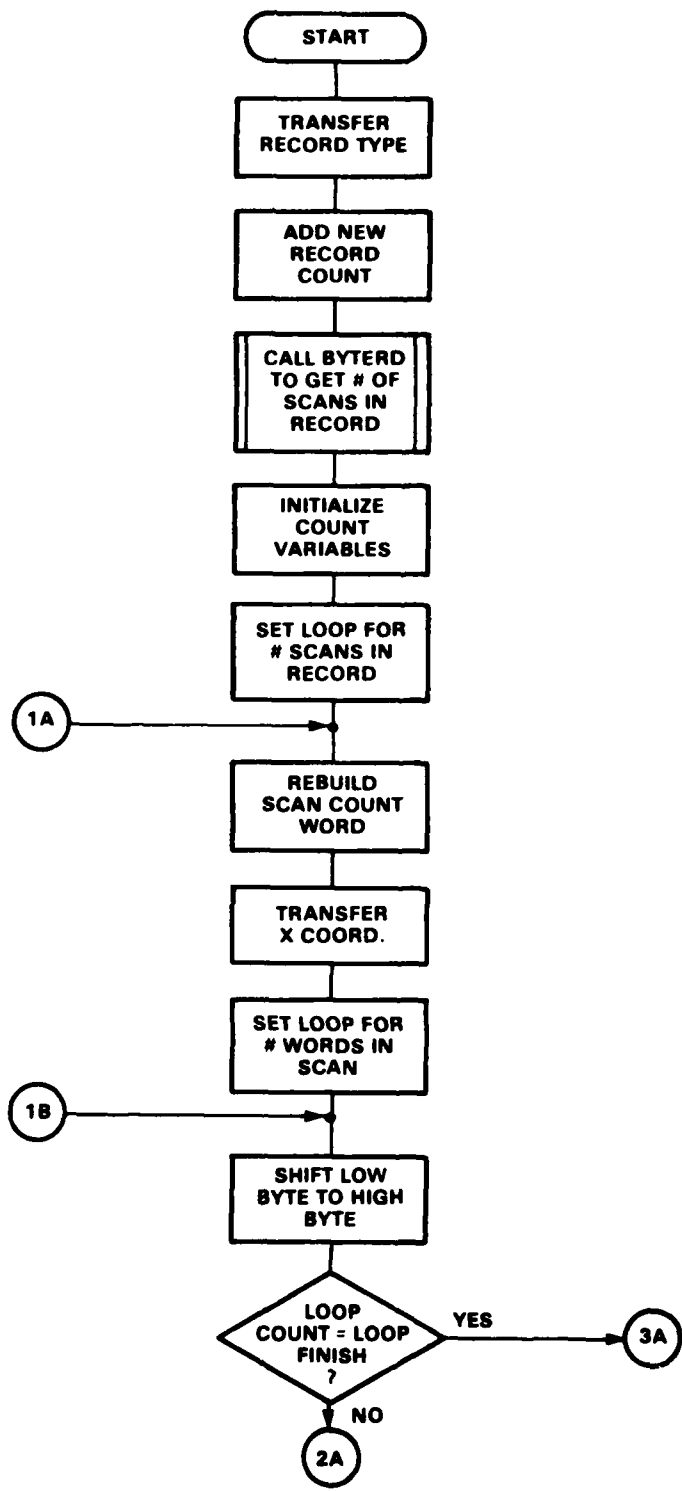 START
TRANSFER
RECORD TYPE
ADD NEW
RECORD
COUNT
CALL BYTERD
TO GET # OF
SCANS IN
RECORD
INITIALIZE
COUNT
VARIABLES
SET LOOP FOR
# SCANS IN
RECORD
1A
REBUILD
SCAN COUNT
WORD
TRANSFER
X COORD.
SET LOOP FOR
# WORDS IN
SCAN
1B
SHIFT LOW
BYTE TO HIGH
BYTE
LOOP
COUNT = LOOP
FINISH
?
YES
3A
NO
2A